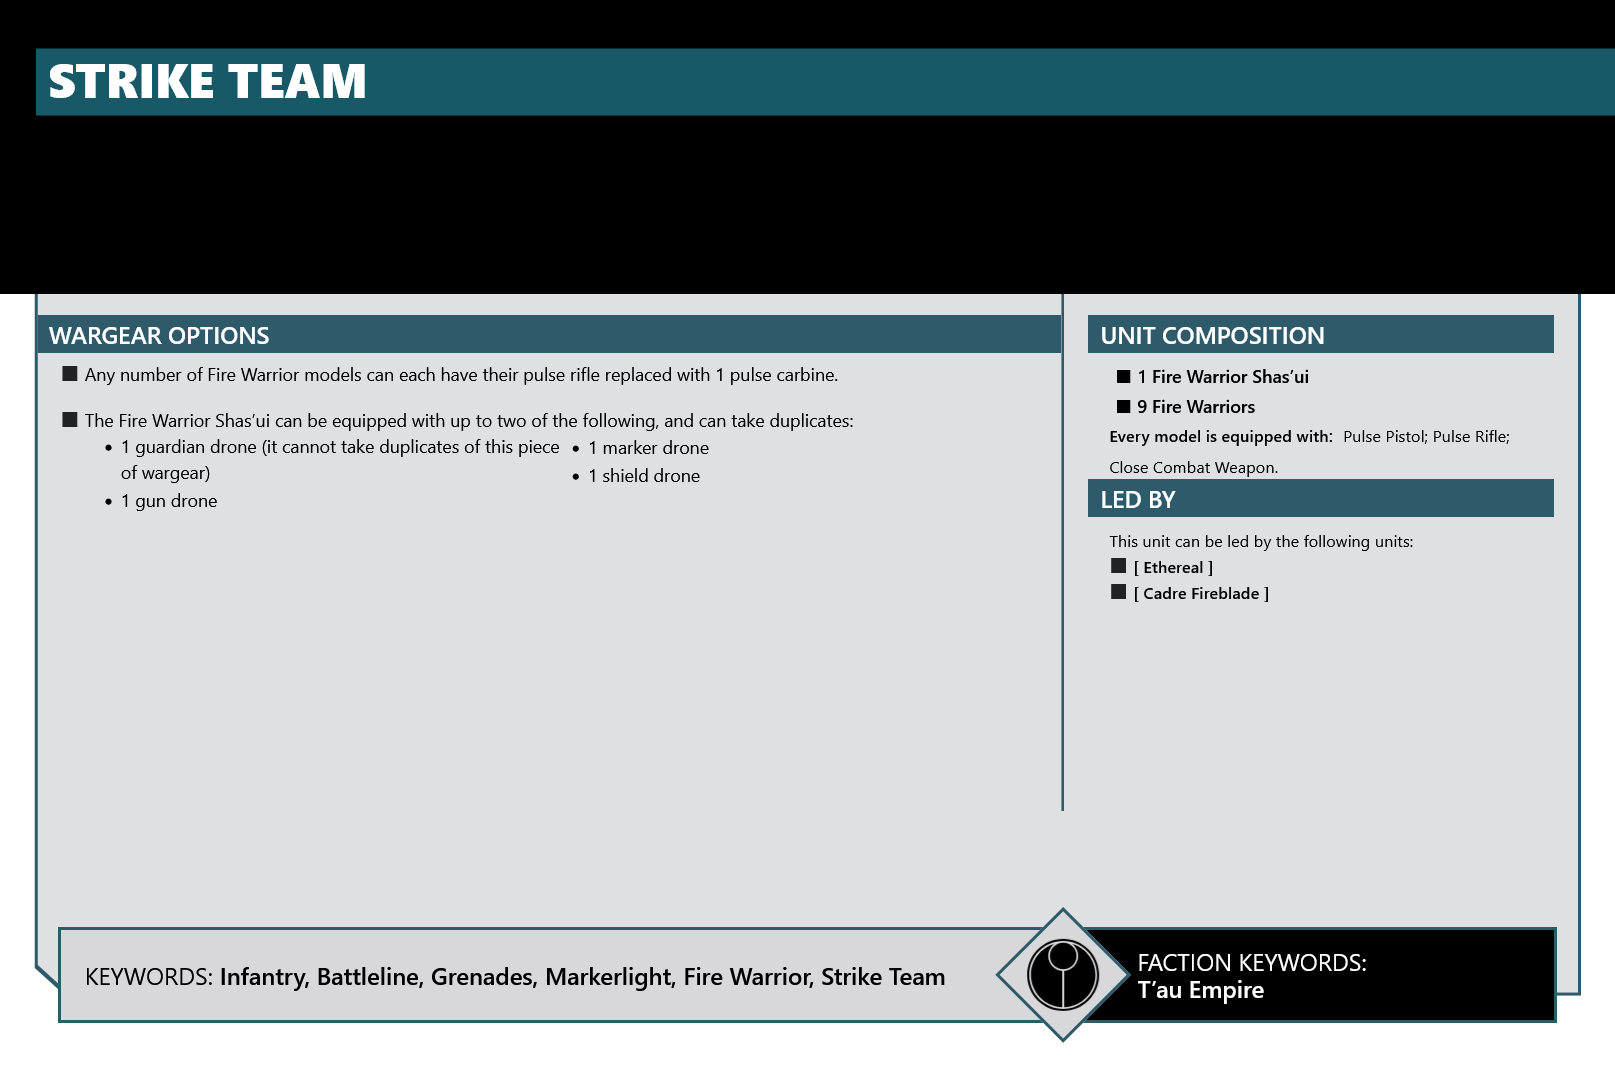 STRIKE TEAM
WARGEAR OPTIONS
Any number of Fire Warrior models can each have their pulse rifle replaced with 1 pulse carbine.
The Fire Warrior Shas’ui can be equipped with up to two of the following, and can take duplicates:
• 1 guardian drone (it cannot take duplicates of this piece
of wargear)
• 1 gun drone
• 1 marker drone
• 1 shield drone
UNIT COMPOSITION
1 Fire Warrior Shas’ui
9 Fire Warriors
Every model is equipped with: Pulse Pistol; Pulse Rifle;
Close Combat Weapon.
LED BY
This unit can be led by the following units:
[ Ethereal ]
[ Cadre Fireblade ]
KEYWORDS: Infantry, Battleline, Grenades, Markerlight, Fire Warrior, Strike Team
FACTION KEYWORDS:
T’au Empire